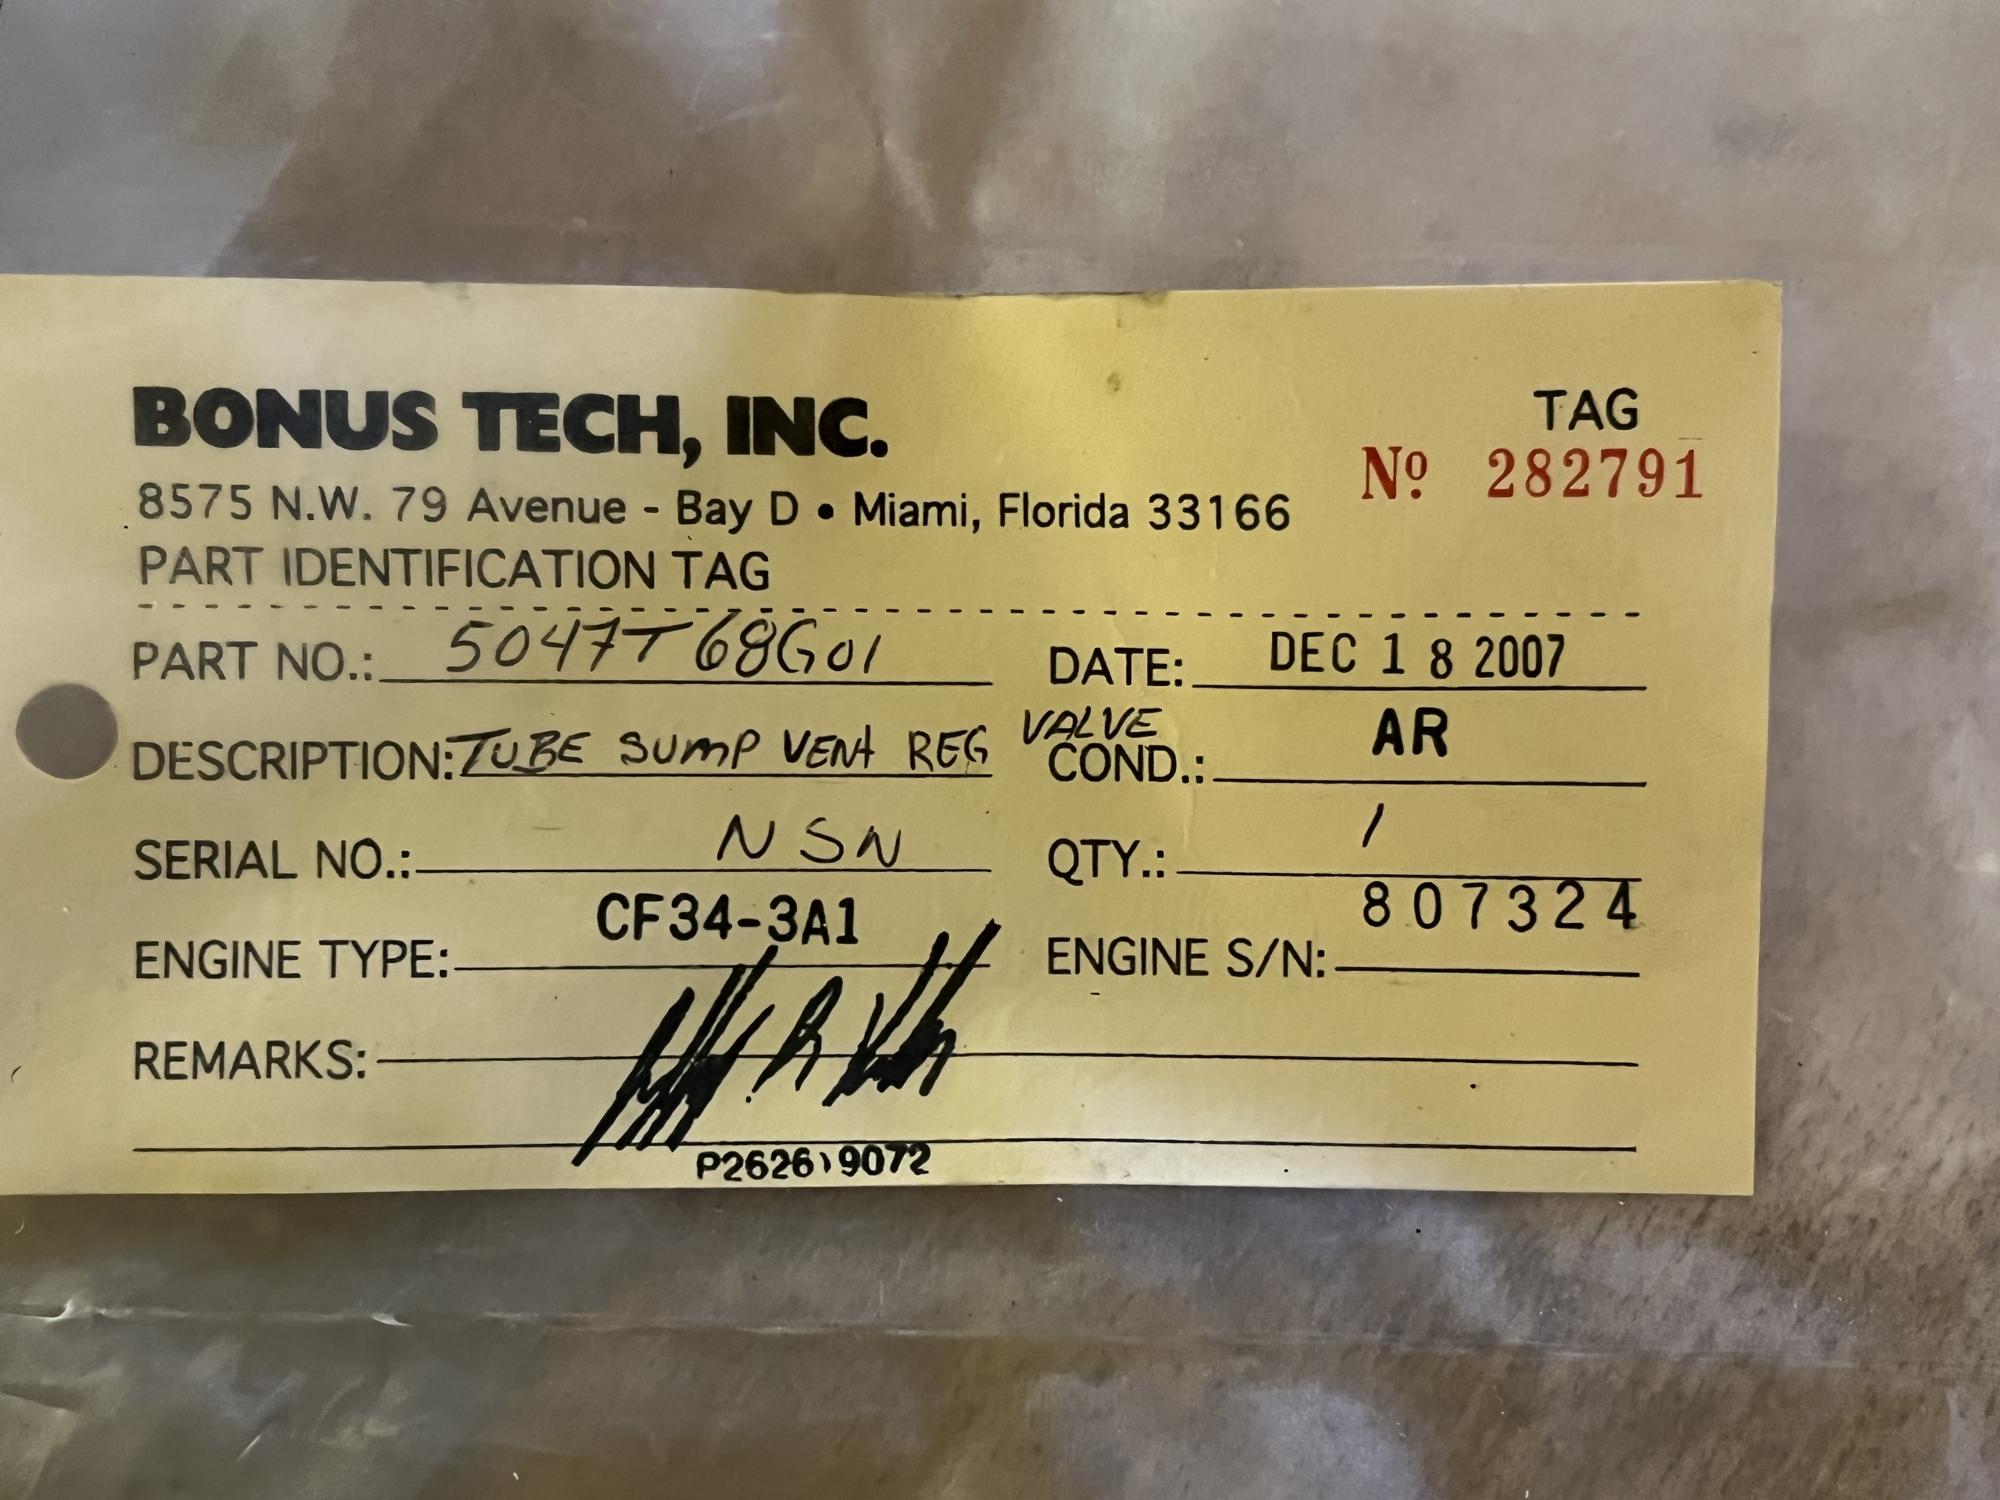 BONUS TECH, INC.
TAG
Nº 282791
8575 N.W. 79 Avenue - Bay D • Miami, Florida 33166
PART IDENTIFICATION TAG
PART NO.: 5047T68G01 DATE: DEC 18 2007
DESCRIPTION: TUBE SUMP VENT REG VALVE
COND.: AR
SERIAL NO.: NSN QTY.: 1
ENGINE TYPE: CF34-3A1 ENGINE S/N: 807324
REMARKS:
P2626 9072